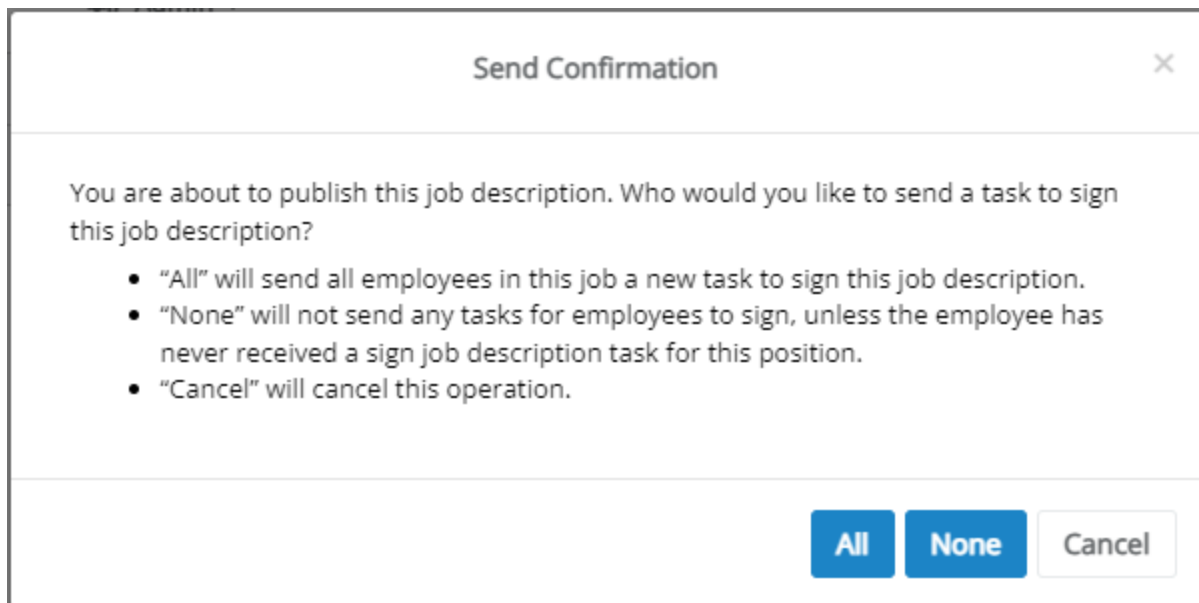 Send Confirmation
×
You are about to publish this job description. Who would you like to send a task to sign
this job description?
• “All” will send all employees in this job a new task to sign this job description.
• “None” will not send any tasks for employees to sign, unless the employee has
never received a sign job description task for this position.
• “Cancel” will cancel this operation.
All None Cancel